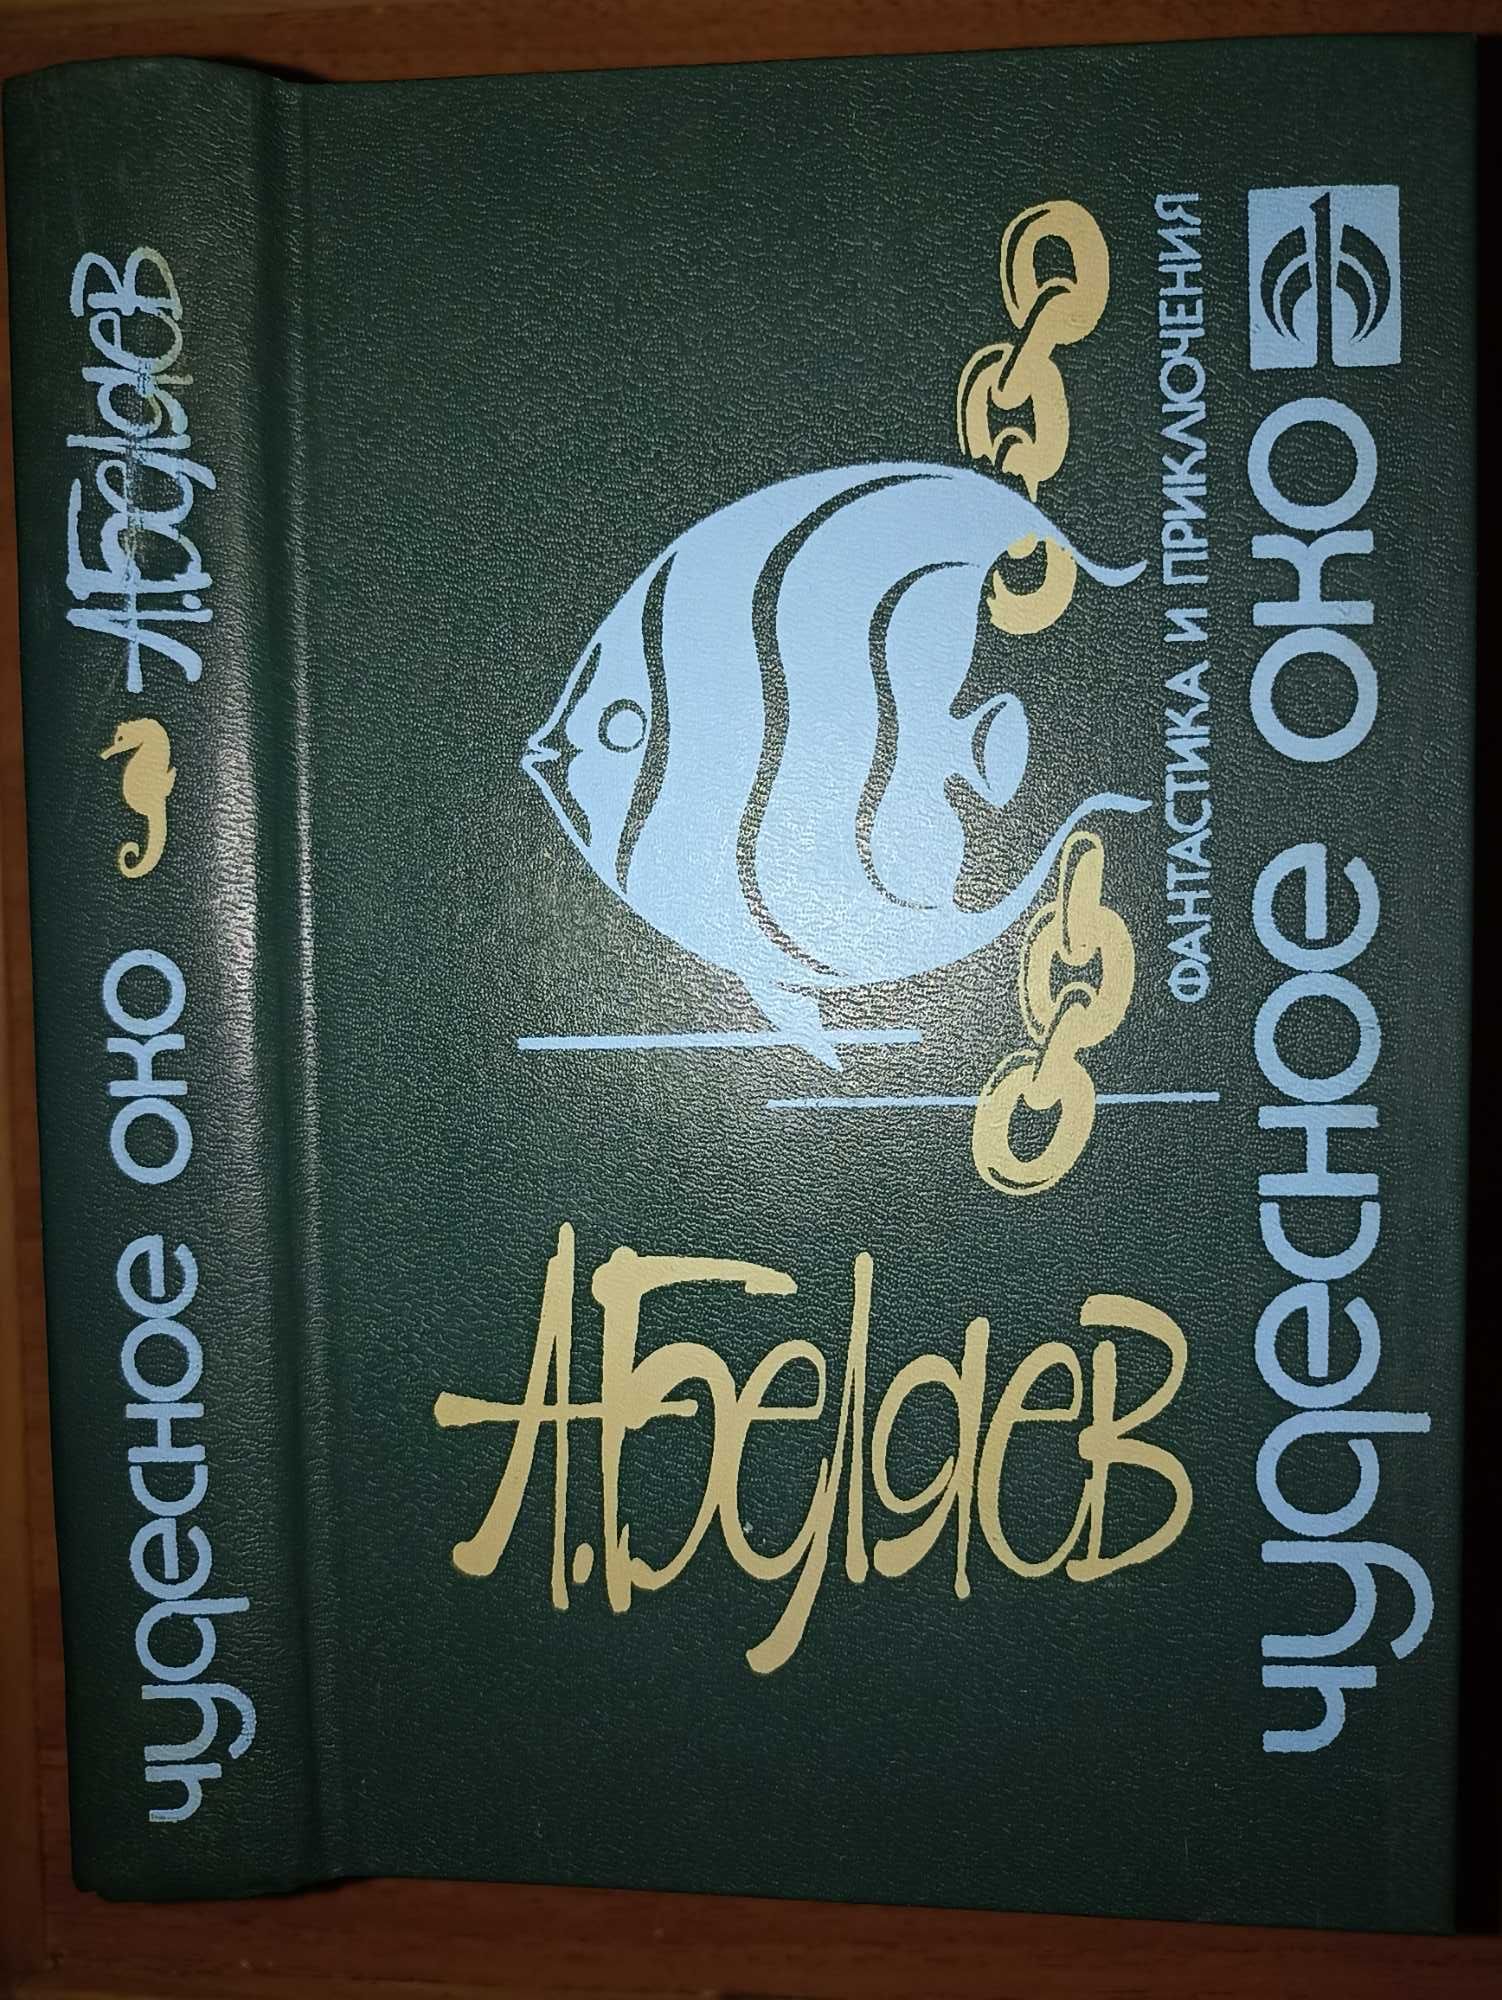 А. Беляев
ФАНТАСТИКА И ПРИКЛЮЧЕНИЯ
чудесное око
чудесное око
А. Беляев